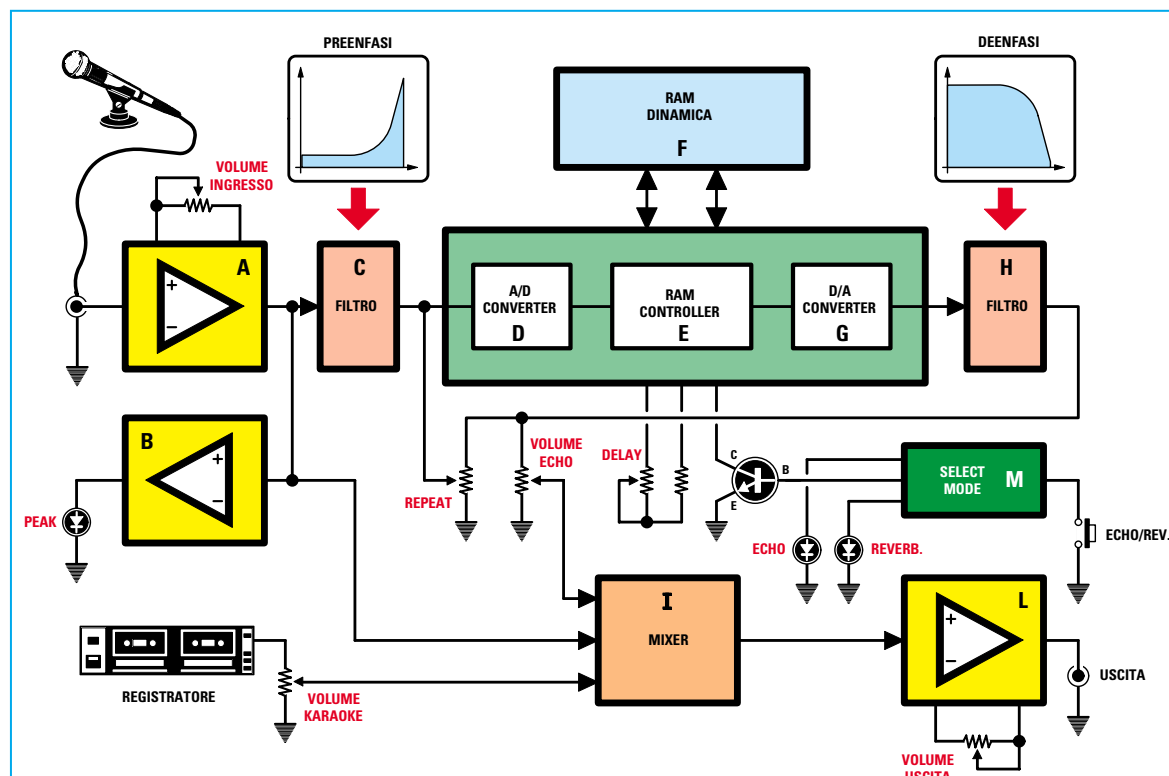 PREENFASI
DEENFASI
RAM
DINAMICA
F
VOLUME
INGRESSO
A
C
FILTRO
A/D
CONVERTER
D
RAM
CONTROLLER
E
D/A
CONVERTER
G
H
FILTRO
B
PEAK
REPEAT
VOLUME
ECHO
DELAY
C
B
E
SELECT
MODE
M
ECHO
REVERB.
ECHO/REV.
REGISTRATORE
VOLUME
KARAOKE
I
MIXER
L
USCITA
VOLUME
USCITA